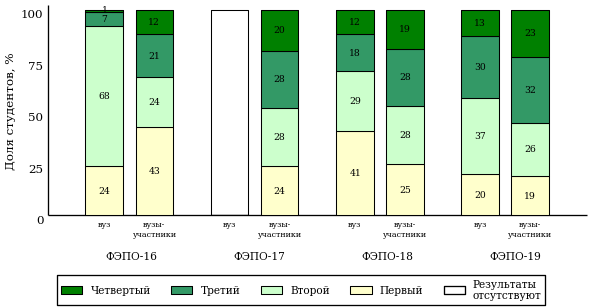 Доля студентов, %
100
75
50
25
0
1
7
68
24
12
21
24
43
20
28
28
24
12
18
29
41
19
28
28
25
13
30
37
20
23
32
26
19
вуз
вузы-
участники
вуз
вузы-
участники
вуз
вузы-
участники
вуз
вузы-
участники
ФЭПО-16
ФЭПО-17
ФЭПО-18
ФЭПО-19
Четвертый
Третий
Второй
Первый
Результаты
отсутствуют